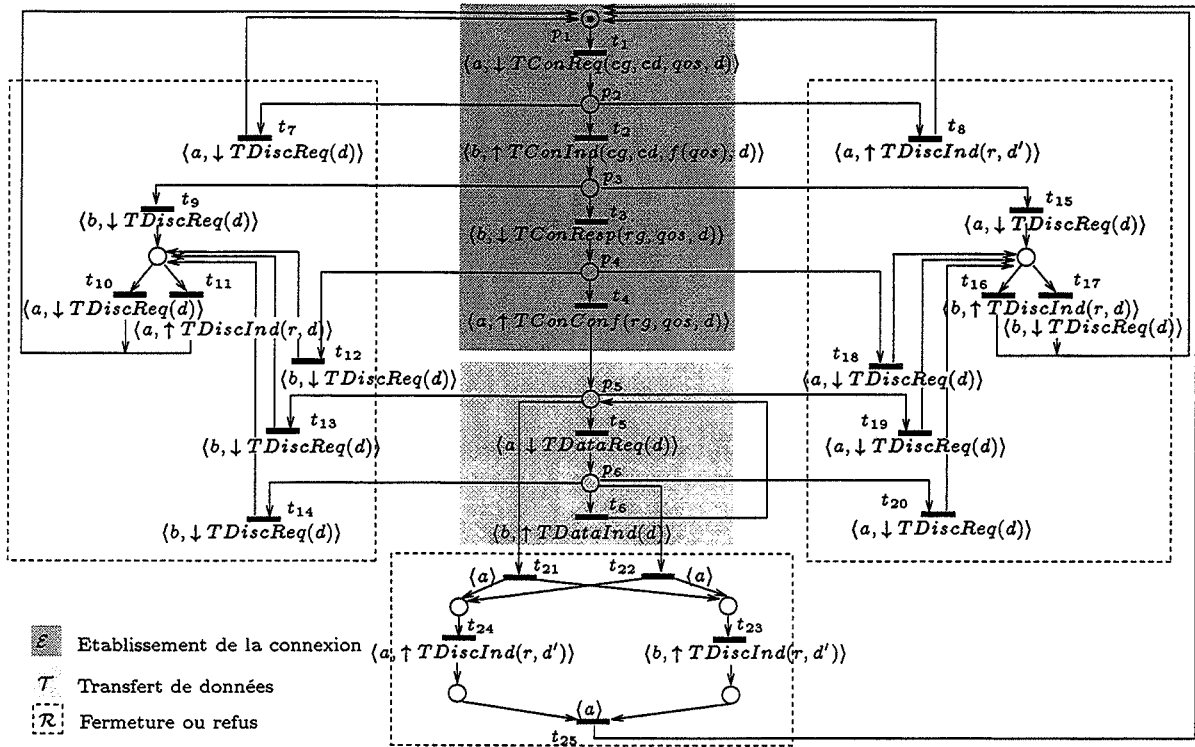 p₁
t₁
⟨a, ↓ TConReq(cg, cd, qos, d)⟩
p₂
t₇
⟨a, ↓ TDiscReq(d)⟩
t₂
⟨b, ↑ TConInd(cg, cd, f(qos), d)⟩
t₈
⟨a, ↑ TDiscInd(r, d′)⟩
p₃
t₉
⟨b, ↓ TDiscReq(d)⟩
t₃
⟨b, ↓ TConResp(rg, qos, d)⟩
t₁₅
⟨a, ↓ TDiscReq(d)⟩
p₄
t₁₀ t₁₁
⟨a, ↓ TDiscReq(d)⟩
⟨a, ↑ TDiscInd(r, d)⟩
t₄
⟨a, ↑ TConConf(rg, qos, d)⟩
t₁₆ t₁₇
⟨b, ↑ TDiscInd(r, d)⟩
⟨b, ↓ TDiscReq(d)⟩
t₁₂
⟨b, ↓ TDiscReq(d)⟩
t₁₈
⟨a, ↓ TDiscReq(d)⟩
p₅
t₁₃
⟨b, ↓ TDiscReq(d)⟩
t₅
⟨a, ↓ TDataReq(d)⟩
t₁₉
⟨a, ↓ TDiscReq(d)⟩
p₆
t₁₄
⟨b, ↓ TDiscReq(d)⟩
t₆
⟨b, ↑ TDataInd(d)⟩
t₂₀
⟨a, ↓ TDiscReq(d)⟩
⟨a⟩ t₂₁ t₂₂ ⟨a⟩
t₂₄
⟨a, ↑ TDiscInd(r, d′)⟩
t₂₃
⟨b, ↑ TDiscInd(r, d′)⟩
⟨a⟩
t₂₅
ℰ Etablissement de la connexion
𝒯 Transfert de données
ℛ Fermeture ou refus